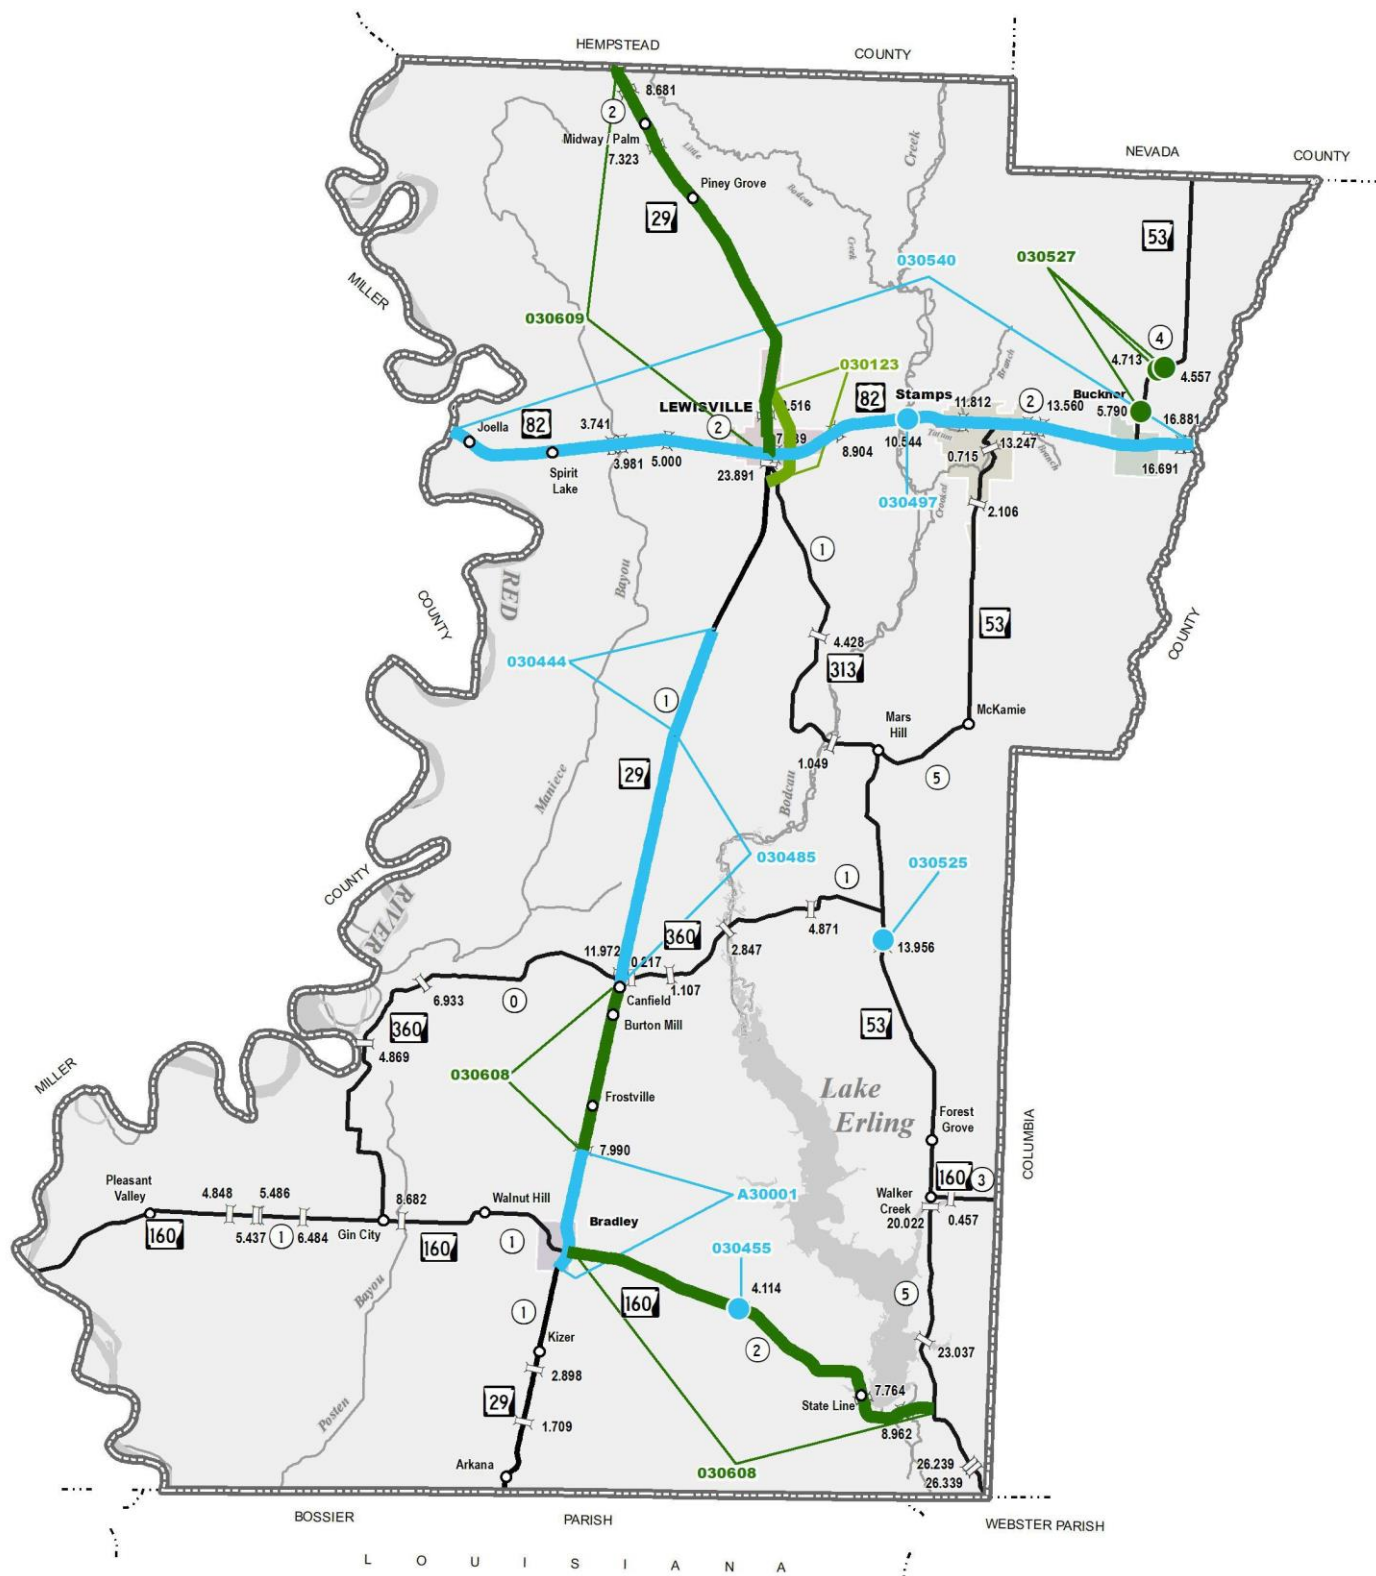 HEMPSTEAD
COUNTY
8.681
2
Midway
Palm
7.323
Little
Bodcau
Creek
Creek
NEVADA
COUNTY
Piney Grove
29
53
MILLER
030540
030527
030609
4
4.713
4.557
030123
82
Stamps
Branch
Buckner
LEWISVILLE
.516
11.812
2
13.560
5.790
16.881
82
Joella
3.741
2
8.904
10.544
Tatum
13.247
Branch
0.715
16.691
Spirit
Lake
3.981
5.000
23.891
030497
Crooked
2.106
1
RED
Bayou
COUNTY
COUNTY
53
4.428
030444
313
1
Mars
Hill
McKamie
1.049
29
5
Maniece
Bodcau
030485
030525
COUNTY
1
RIVER
360
4.871
11.972
0.217
2.847
13.956
6.933
0
1.107
Canfield
360
Burton Mill
53
4.869
MILLER
030608
Lake
Erling
Frostville
Forest
Grove
7.990
COLUMBIA
Pleasant
Valley
4.848
5.486
8.682
Walnut Hill
A30001
160
3
Walker
Creek
20.022
0.457
160
5.437
1
6.484
Gin City
160
1
Bradley
030455
4.114
Bayou
160
5
1
Kizer
2
23.037
2.898
7.764
29
State Line
Posten
1.709
8.962
Arkana
030608
26.239
26.339
BOSSIER
PARISH
WEBSTER PARISH
L O U I S I A N A